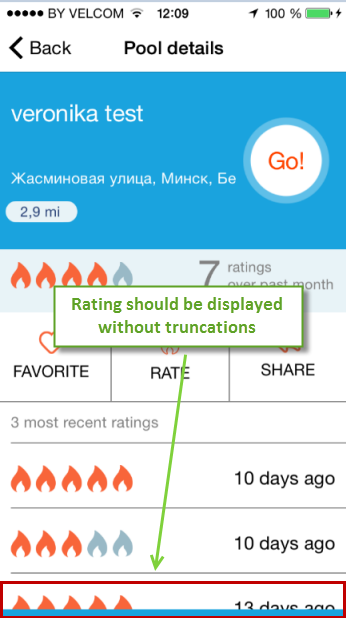 BY VELCOM 12:09 100 %
Back Pool details
veronika test
Go!
Жасминовая улица, Минск, Бе
2,9 mi
7 ratings
over past month
Rating should be displayed
without truncations
FAVORITE RATE SHARE
3 most recent ratings
10 days ago
10 days ago
13 days ago